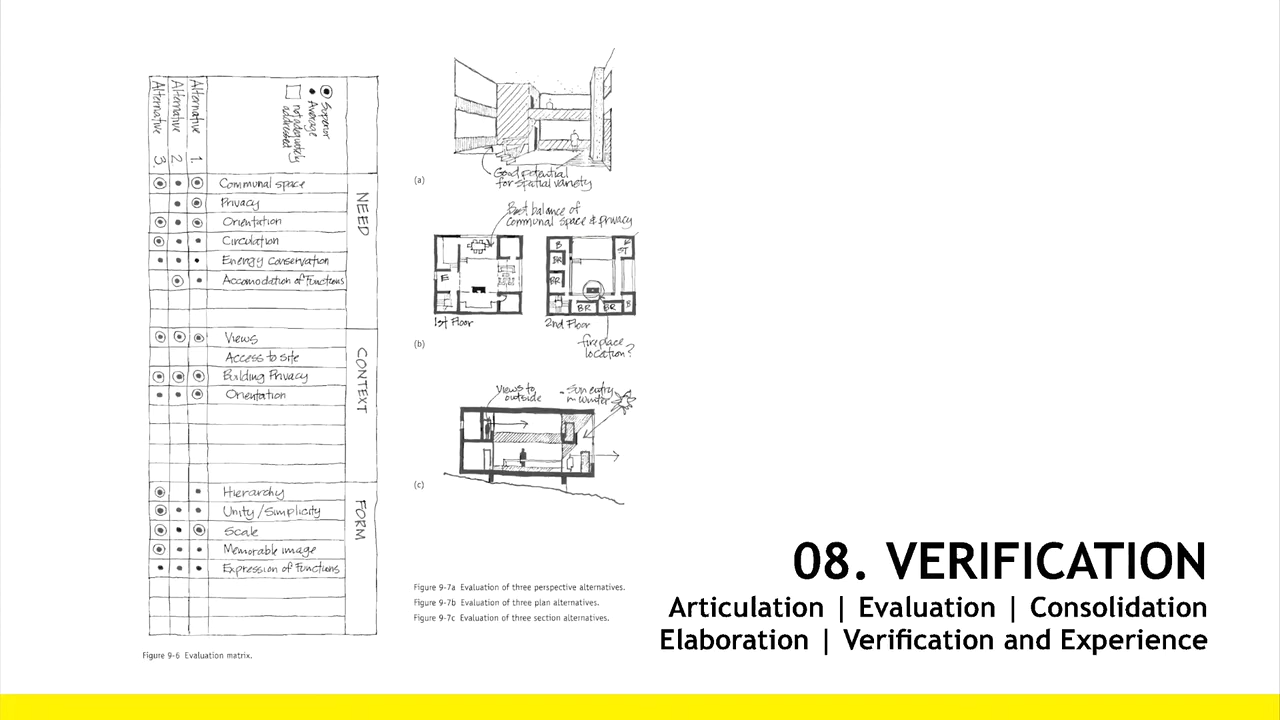 Alternative 3
Alternative 2
Alternative 1.
Superior
Average
not adequately
addressed
NEED
Communal space
Privacy
Orientation
Circulation
Energy Conservation
Accomodation of Functions
CONTEXT
Views
Access to site
Building Privacy
Orientation
FORM
Hierarchy
Unity/Simplicity
Scale
Memorable image
Expression of Functions
Figure 9-6 Evaluation matrix.
Good potential
for spatial variety
(a)
Best balance of
communal space & privacy
E
B
BR
BR
ST
BR
BR
B
1st Floor
2nd Floor
fireplace
location?
(b)
Views to
outside
Sun entry
in winter
(c)
Figure 9-7a Evaluation of three perspective alternatives.
Figure 9-7b Evaluation of three plan alternatives.
Figure 9-7c Evaluation of three section alternatives.
08. VERIFICATION
Articulation | Evaluation | Consolidation
Elaboration | Verification and Experience